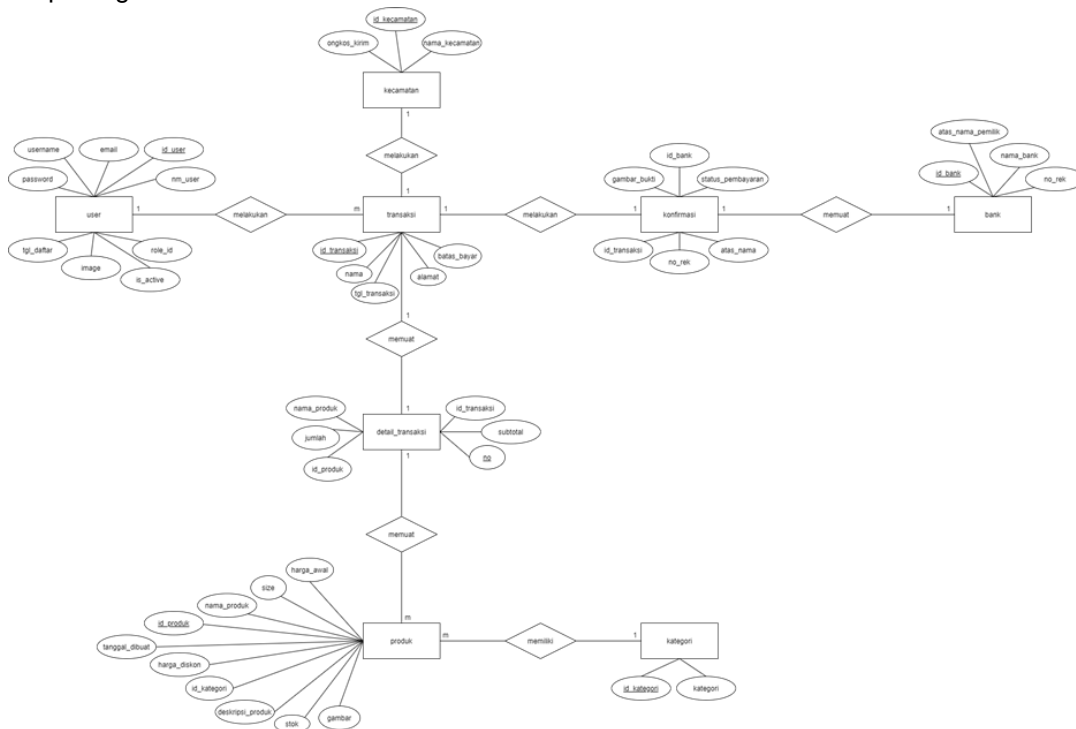 id_kecamatan
ongkos_kirim
nama_kecamatan
kecamatan
1
melakukan
1
username
email
id_user
password
nm_user
user
1
melakukan
m
transaksi
1
melakukan
1
konfirmasi
1
memuat
1
bank
tgl_daftar
image
is_active
role_id
id_transaksi
nama
tgl_transaksi
alamat
batas_bayar
id_bank
gambar_bukti
status_pembayaran
id_transaksi
no_rek
atas_nama
atas_nama_pemilik
nama_bank
id_bank
no_rek
1
memuat
1
nama_produk
jumlah
id_produk
detail_transaksi
id_transaksi
subtotal
no
1
memuat
m
harga_awal
size
nama_produk
id_produk
tanggal_dibuat
harga_diskon
id_kategori
deskripsi_produk
stok
gambar
produk
m
memiliki
1
kategori
id_kategori
kategori